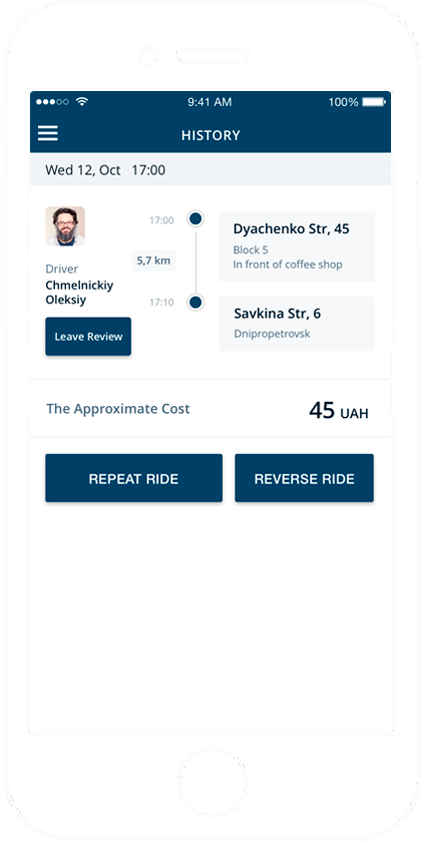 9:41 AM 100%
HISTORY
Wed 12, Oct 17:00
17:00
5,7 km
17:10
Driver
Chmelnickiy
Oleksiy
Leave Review
Dyachenko Str, 45
Block 5
In front of coffee shop
Savkina Str, 6
Dnipropetrovsk
The Approximate Cost 45 UAH
REPEAT RIDE REVERSE RIDE